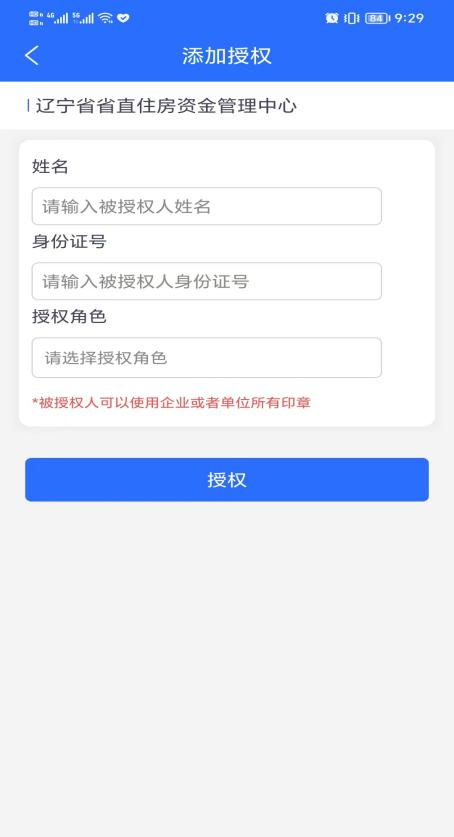 4G 5G 84 9:29
添加授权
辽宁省省直住房资金管理中心
姓名
请输入被授权人姓名
身份证号
请输入被授权人身份证号
授权角色
请选择授权角色
*被授权人可以使用企业或者单位所有印章
授权